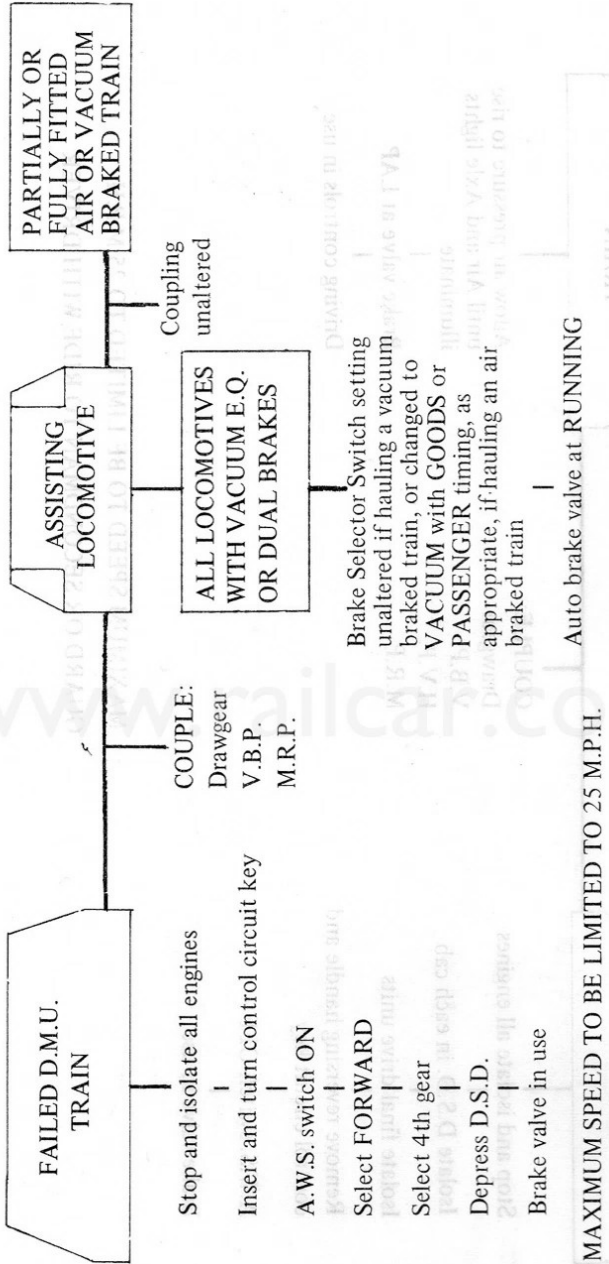 FAILED D.M.U.
TRAIN
Stop and isolate all engines
Insert and turn control circuit key
A.W.S. switch ON
Select FORWARD
Select 4th gear
Depress D.S.D.
Brake valve in use
COUPLE:
Drawgear
V.B.P.
M.R.P.
ASSISTING
LOCOMOTIVE
ALL LOCOMOTIVES
WITH VACUUM E.Q.
OR DUAL BRAKES
Brake Selector Switch setting
unaltered if hauling a vacuum
braked train, or changed to
VACUUM with GOODS or
PASSENGER timing, as
appropriate, if hauling an air
braked train
Auto brake valve at RUNNING
Coupling
unaltered
PARTIALLY OR
FULLY FITTED
AIR OR VACUUM
BRAKED TRAIN
MAXIMUM SPEED TO BE LIMITED TO 25 M.P.H.
www.railcar.co